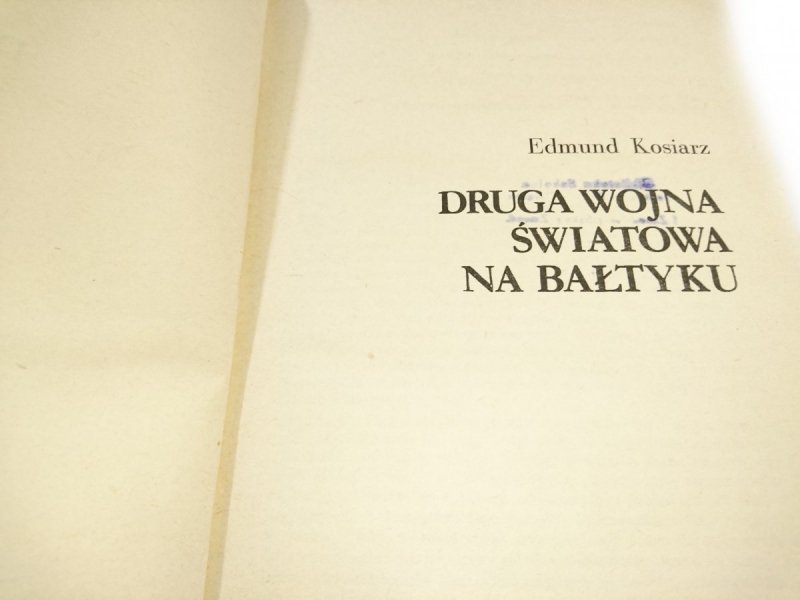 Edmund Kosiarz
DRUGA WOJNA
ŚWIATOWA
NA BAŁTYKU